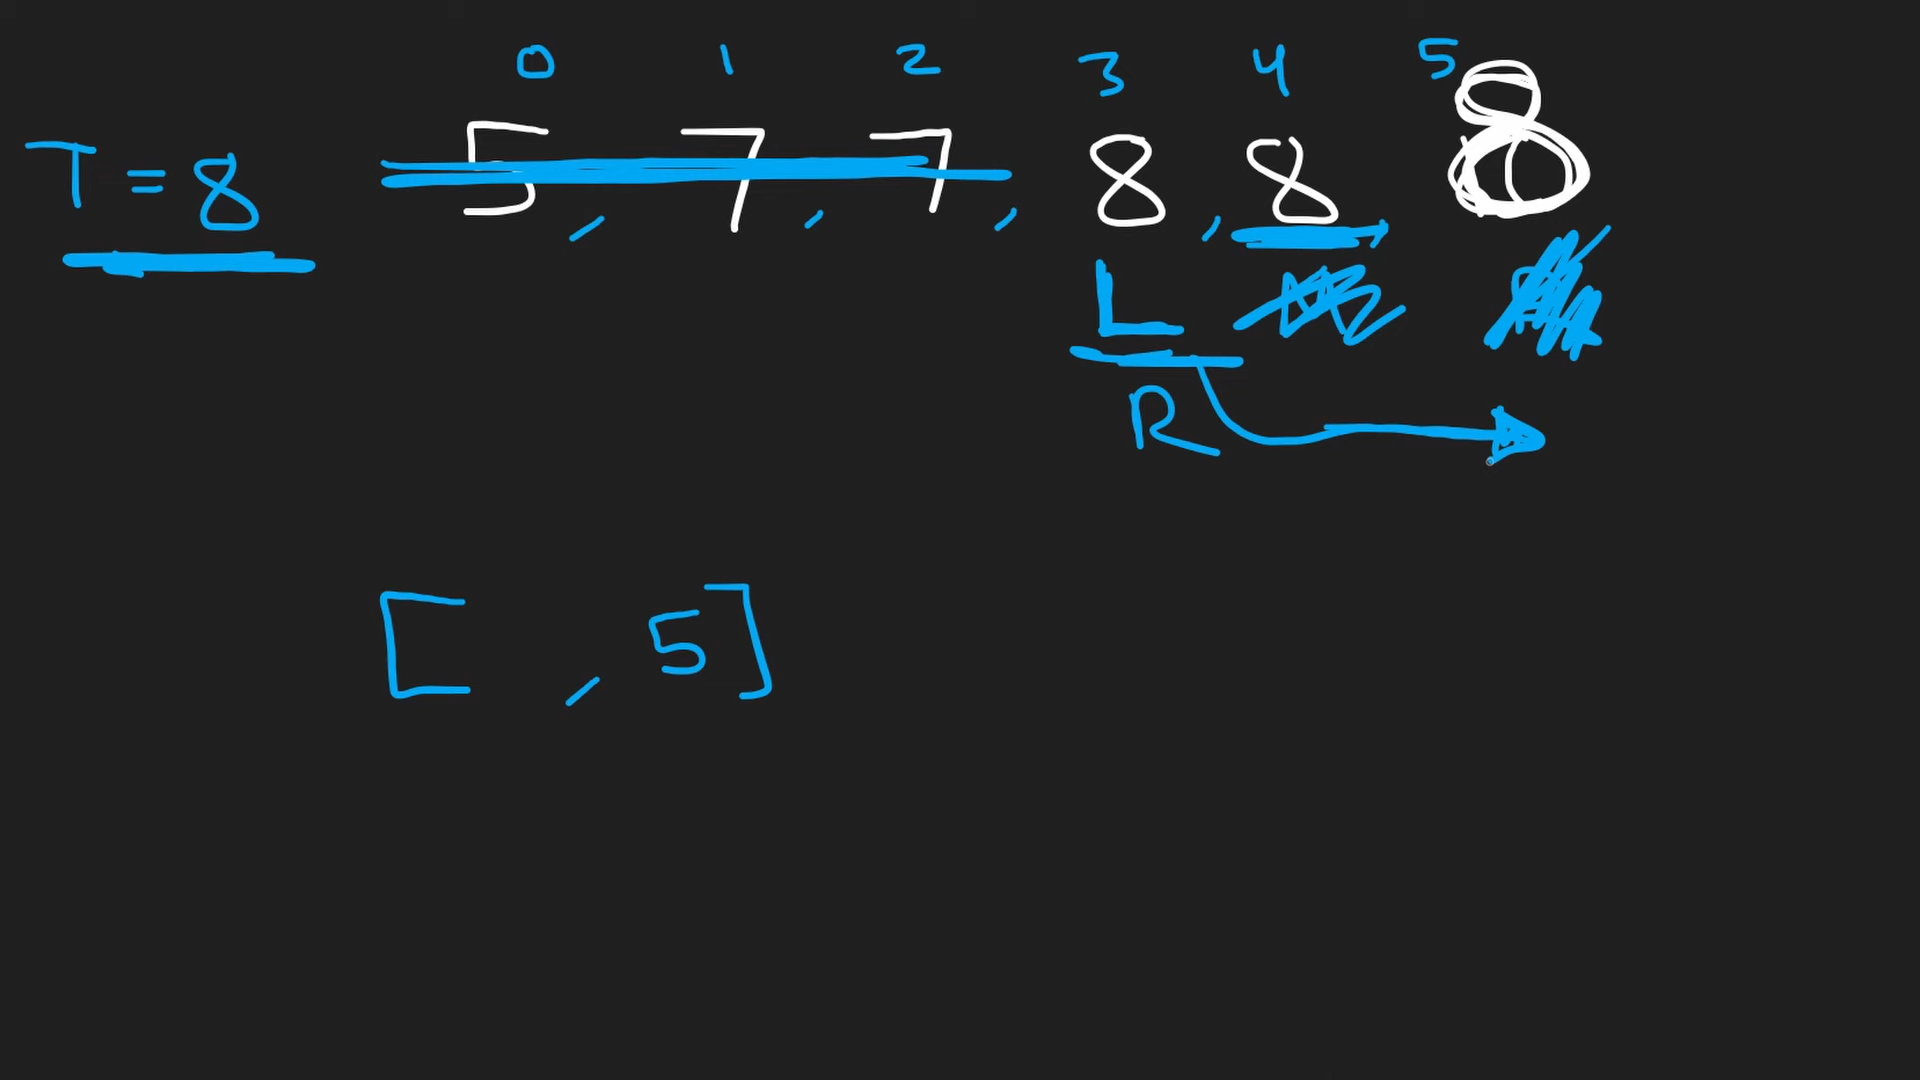 0 1 2 3 4 5
T = 8 5, 7, 7, 8, 8 8
L
R
[ , 5]